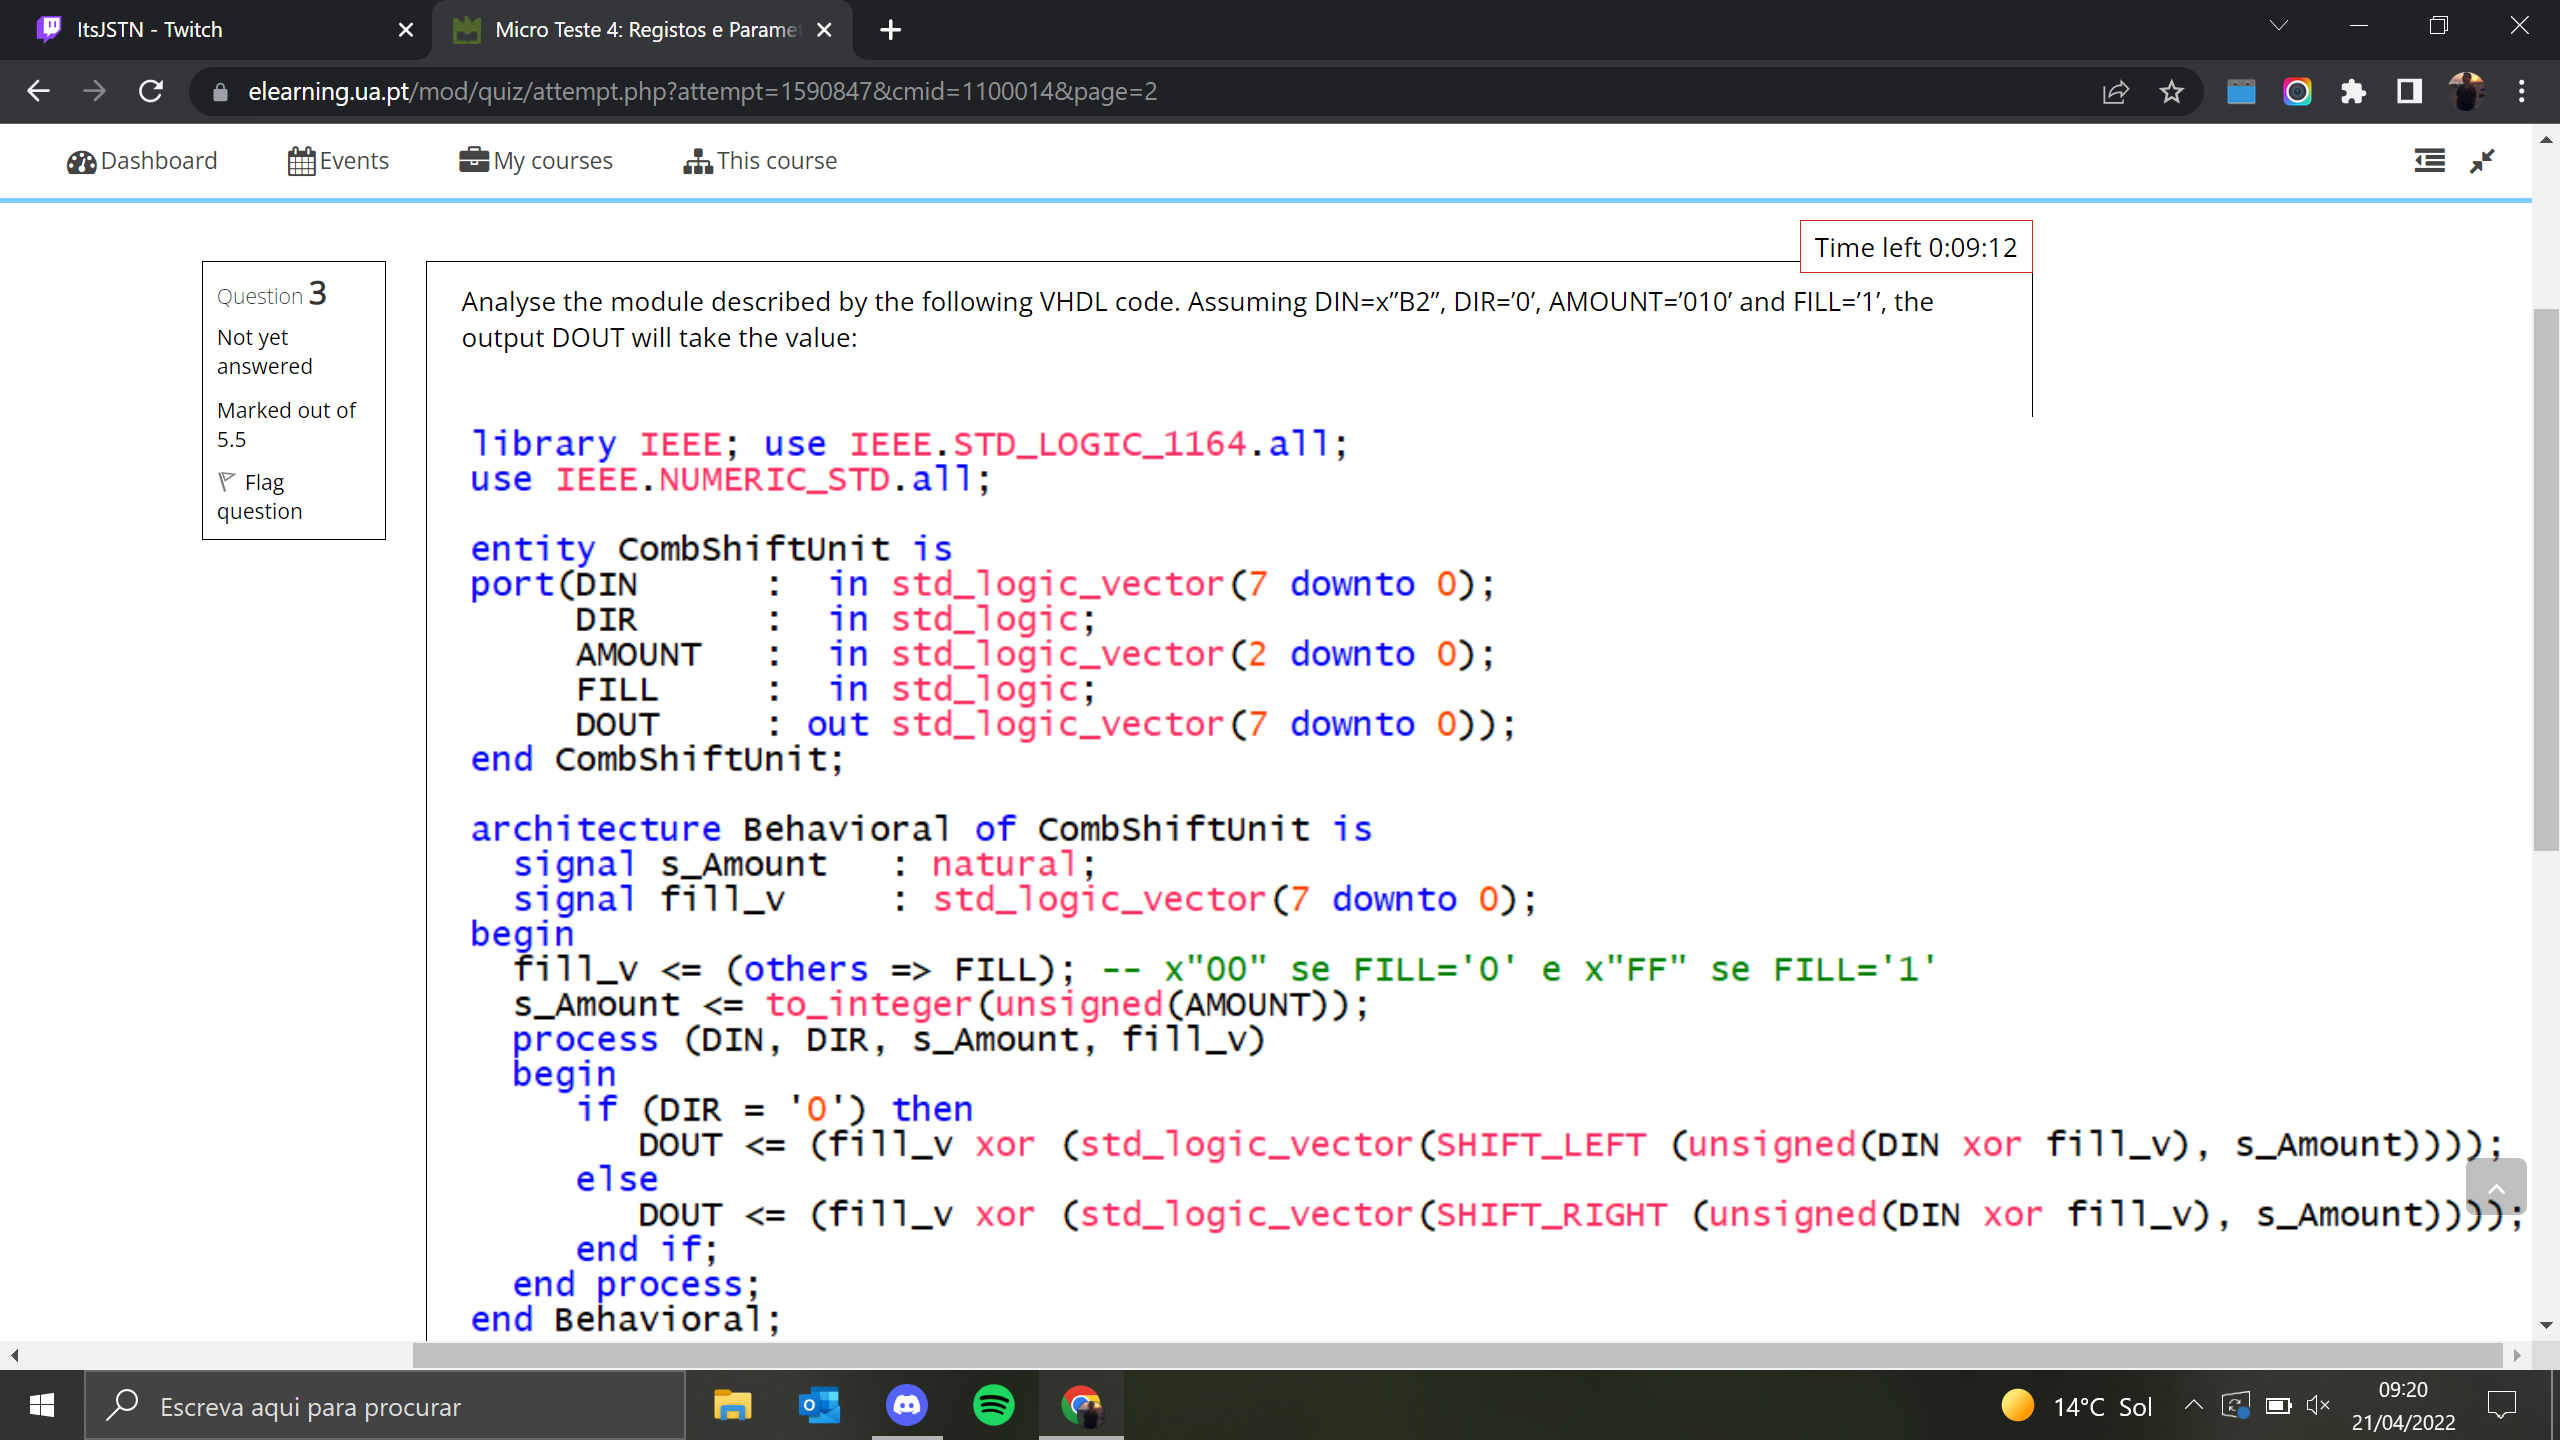 ItsJSTN - Twitch
Micro Teste 4: Registos e Paramet
elearning.ua.pt/mod/quiz/attempt.php?attempt=1590847&cmid=1100014&page=2
Dashboard
Events
My courses
This course
Time left 0:09:12
Question 3
Not yet
answered
Marked out of
5.5
Flag
question
Analyse the module described by the following VHDL code. Assuming DIN=x”B2”, DIR=’0’, AMOUNT=’010’ and FILL=’1’, the
output DOUT will take the value:
library IEEE; use IEEE.STD_LOGIC_1164.all;
use IEEE.NUMERIC_STD.all;
entity CombShiftUnit is
port(DIN : in std_logic_vector(7 downto 0);
DIR : in std_logic;
AMOUNT : in std_logic_vector(2 downto 0);
FILL : in std_logic;
DOUT : out std_logic_vector(7 downto 0));
end CombShiftUnit;
architecture Behavioral of CombShiftUnit is
signal s_Amount : natural;
signal fill_v : std_logic_vector(7 downto 0);
begin
fill_v <= (others => FILL); -- x"00" se FILL='0' e x"FF" se FILL='1'
s_Amount <= to_integer(unsigned(AMOUNT));
process (DIN, DIR, s_Amount, fill_v)
begin
if (DIR = '0') then
DOUT <= (fill_v xor (std_logic_vector(SHIFT_LEFT (unsigned(DIN xor fill_v), s_Amount))));
else
DOUT <= (fill_v xor (std_logic_vector(SHIFT_RIGHT (unsigned(DIN xor fill_v), s_Amount))));
end if;
end process;
end Behavioral;
Escreva aqui para procurar
14°C Sol
09:20
21/04/2022